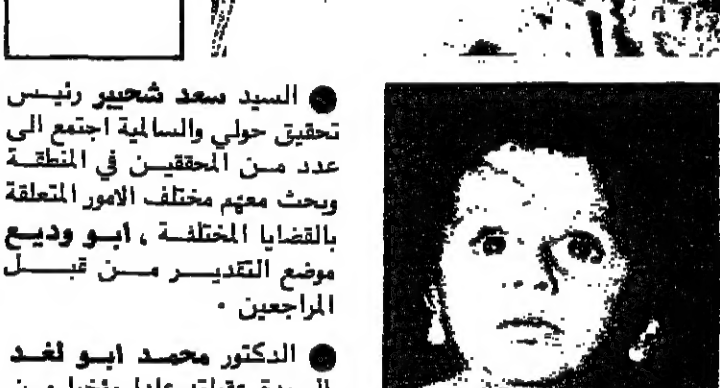 ● السيد سعد شحيبر رئيس
تحقيق حولي والسالمية اجتمع الى
عدد من المحققين في المنطقة
وبحث معهم مختلف الامور المتعلقة
بالقضايا المختلفة ، ابو وديع
موضع التقدير من قبل
المراجعين .
● الدكتور محمد ابو لغد